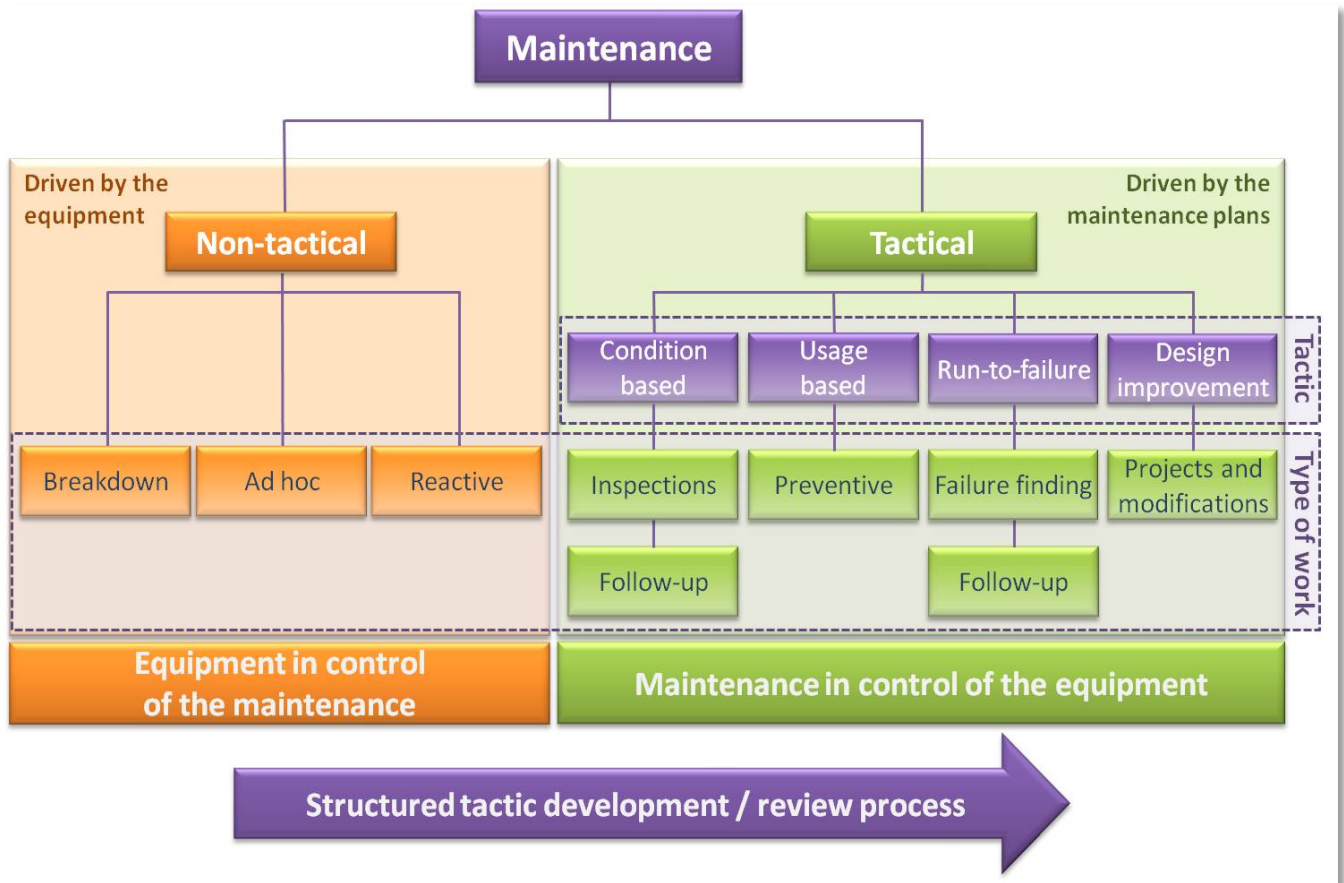 Maintenance
Driven by the
equipment
Driven by the
maintenance plans
Non-tactical
Tactical
Condition
based
Usage
based
Run-to-failure
Design
improvement
Tactic
Breakdown
Ad hoc
Reactive
Inspections
Preventive
Failure finding
Projects and
modifications
Follow-up
Follow-up
Type of work
Equipment in control
of the maintenance
Maintenance in control of the equipment
Structured tactic development / review process